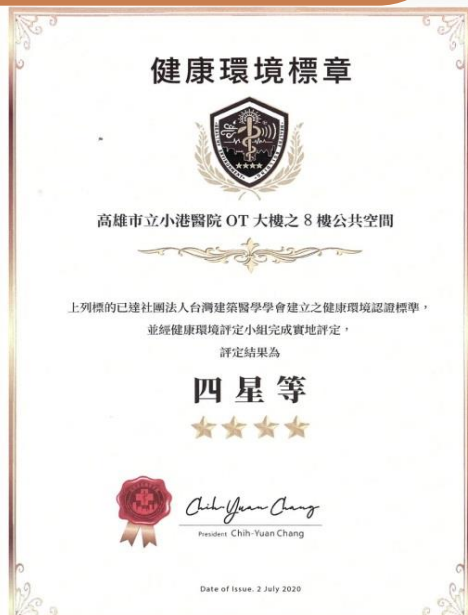 健康環境標章
高雄市立小港醫院 OT 大樓之 8 樓公共空間
上列標的已達社團法人台灣建築醫學學會建立之健康環境認證標準，
並經健康環境評定小組完成實地評定，
評定結果為
四星等
Chih-Yuan Chang
President Chih-Yuan Chang
Date of Issue. 2 July 2020